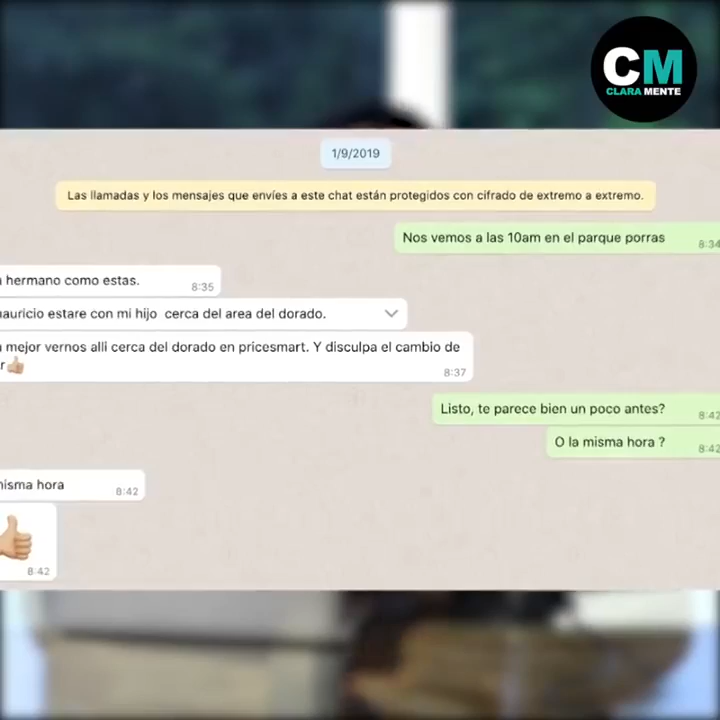 CM
CLARA MENTE
1/9/2019
Las llamadas y los mensajes que envíes a este chat están protegidos con cifrado de extremo a extremo.
Nos vemos a las 10am en el parque porras
8:34
hermano como estas.
8:35
auricio estare con mi hijo cerca del area del dorado.
mejor vernos alli cerca del dorado en pricesmart. Y disculpa el cambio de
r👍🏼
8:37
Listo, te parece bien un poco antes?
8:42
O la misma hora ?
8:42
isma hora
8:42
👍🏼
8:42